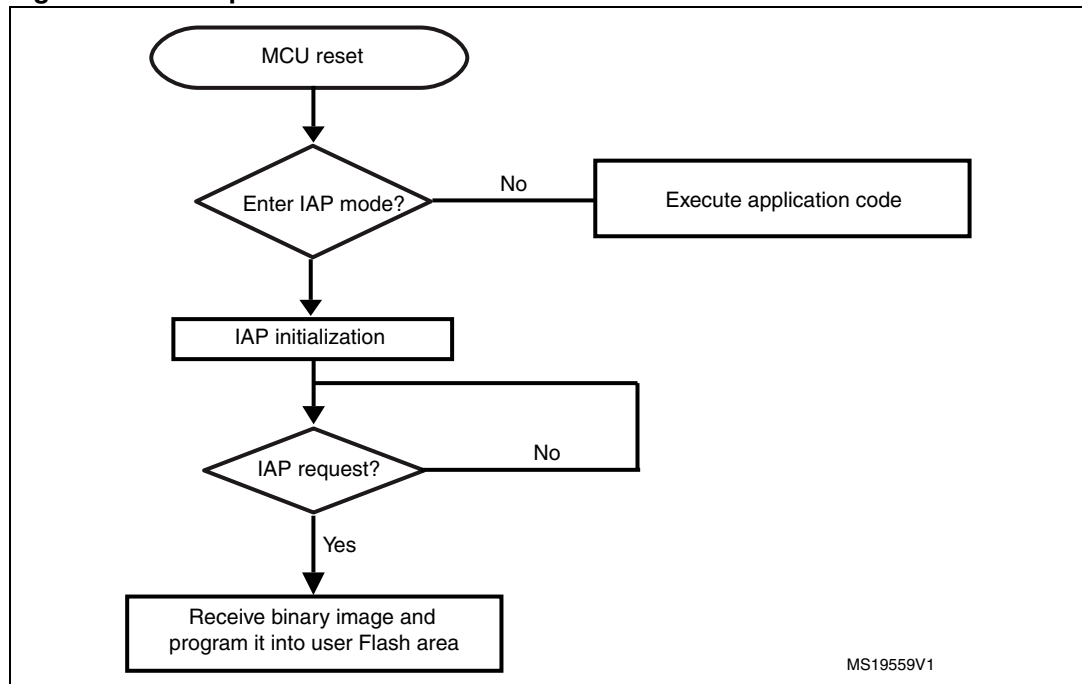 MCU reset
Enter IAP mode?
No
Execute application code
IAP initialization
IAP request?
No
Yes
Receive binary image and
program it into user Flash area
MS19559V1